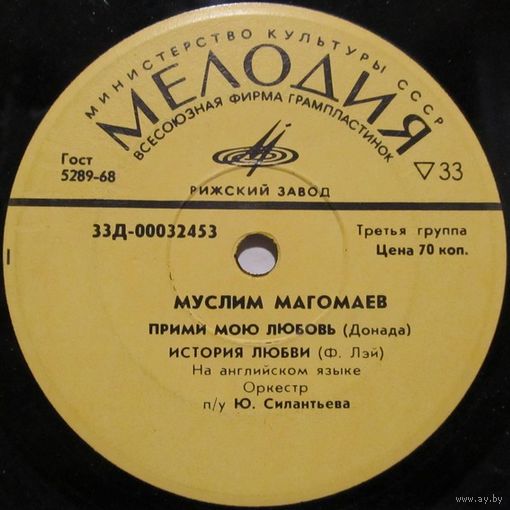 МИНИСТЕРСТВО КУЛЬТУРЫ СССР
МЕЛОДИЯ
ВСЕСОЮЗНАЯ ФИРМА ГРАМПЛАСТИНОК
Гост
5289-68
▽33
РИЖСКИЙ ЗАВОД
33Д-00032453
Третья группа
Цена 70 коп.
МУСЛИМ МАГОМАЕВ
ПРИМИ МОЮ ЛЮБОВЬ (Донада)
ИСТОРИЯ ЛЮБВИ (Ф. Лэй)
На английском языке
Оркестр
п/у Ю. Силантьева
www.ay.by